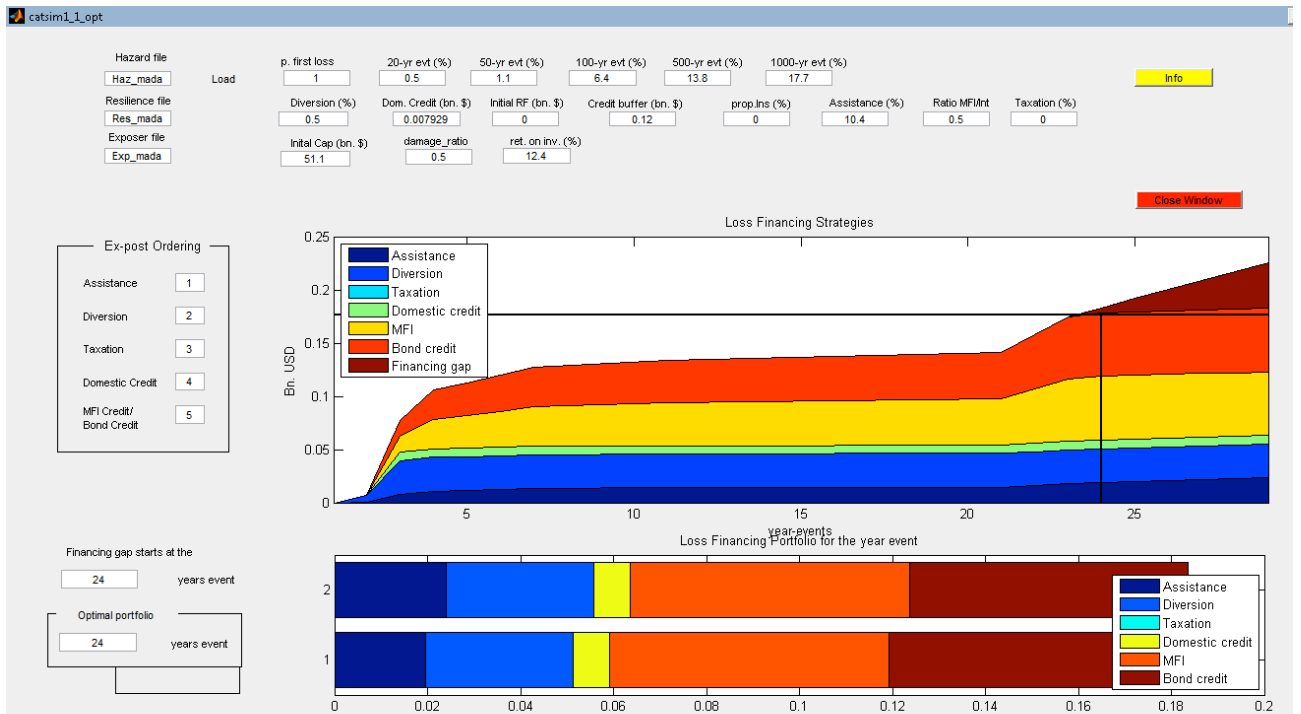 catsim1_1_opt
Hazard file
Haz_mada
Load
p. first loss
1
20-yr evt (%)
0.5
50-yr evt (%)
1.1
100-yr evt (%)
6.4
500-yr evt (%)
13.8
1000-yr evt (%)
17.7
Info
Resilience file
Res_mada
Diversion (%)
0.5
Dom. Credit (bn. $)
0.007929
Initial RF (bn. $)
0
Credit buffer (bn. $)
0.12
prop.Ins (%)
0
Assistance (%)
10.4
Ratio MFI/Int
0.5
Taxation (%)
0
Exposer file
Exp_mada
Inital Cap (bn. $)
51.1
damage_ratio
0.5
ret. on inv. (%)
12.4
Close Window
Ex-post Ordering
Assistance 1
Diversion 2
Taxation 3
Domestic Credit 4
MFI Credit/
Bond Credit
5
Loss Financing Strategies
Bn. USD
0.25
0.2
0.15
0.1
0.05
0
Assistance
Diversion
Taxation
Domestic credit
MFI
Bond credit
Financing gap
5 10 15 20 25
year-events
Financing gap starts at the
24 years event
Optimal portfolio
24 years event
Loss Financing Portfolio for the year event
2
1
Assistance
Diversion
Taxation
Domestic credit
MFI
Bond credit
0 0.02 0.04 0.06 0.08 0.1 0.12 0.14 0.16 0.18 0.2